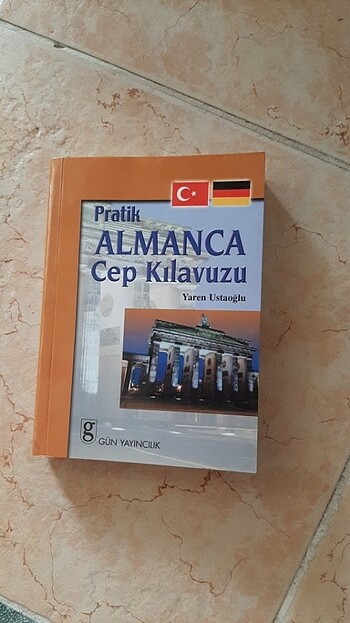 Pratik
ALMANCA
Cep Kılavuzu
Yaren Ustaoğlu
g
GÜN YAYINCILIK